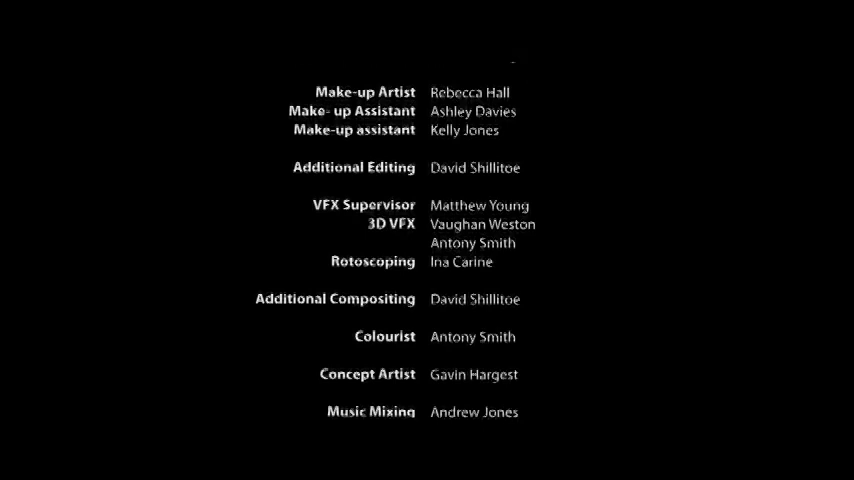 Make-up Artist Rebecca Hall
Make- up Assistant Ashley Davies
Make-up assistant Kelly Jones
Additional Editing David Shillitoe
VFX Supervisor Matthew Young
3D VFX Vaughan Weston
Antony Smith
Rotoscoping Ina Carine
Additional Compositing David Shillitoe
Colourist Antony Smith
Concept Artist Gavin Hargest
Music Mixing Andrew Jones